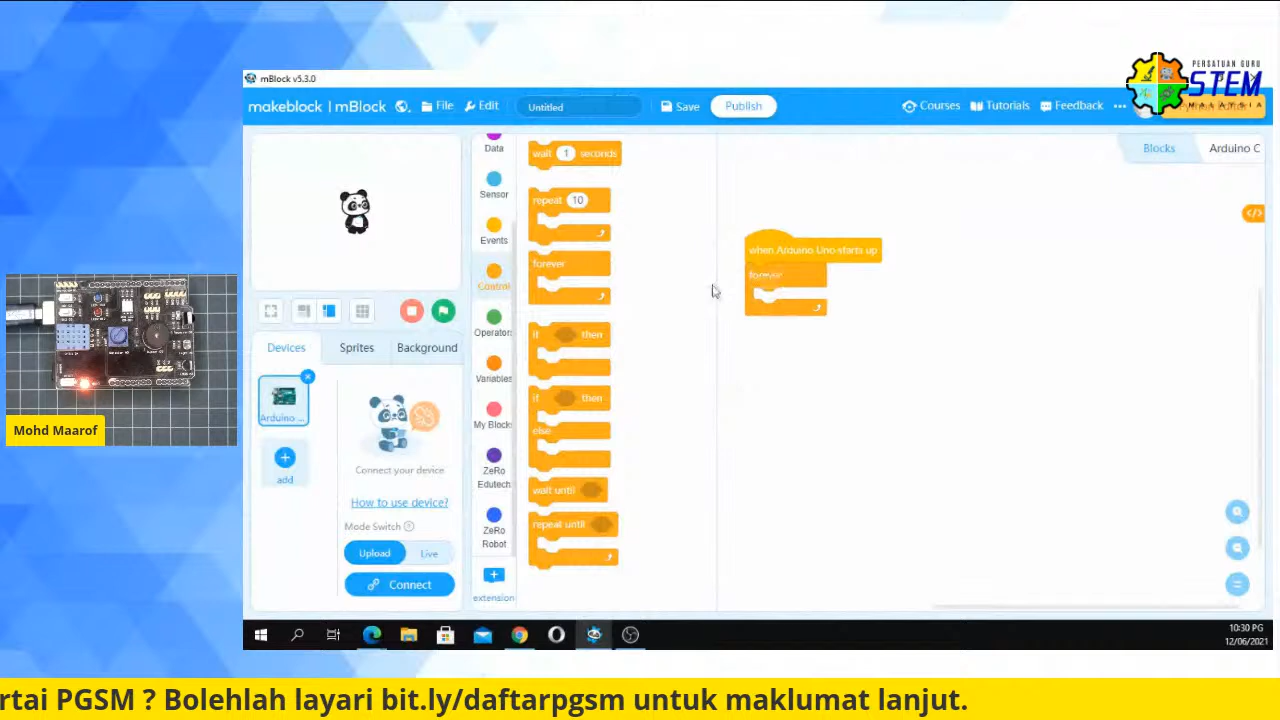 PERSATUAN GURU
STEM
MALAYSIA
mBlock v5.3.0
makeblock | mBlock
File
Edit
Untitled
Save
Publish
Courses
Tutorials
Feedback
Blocks
Arduino C
Data
Sensor
Events
Control
Operators
Variables
My Blocks
ZeRo
Edutech
ZeRo
Robot
extension
wait 1 seconds
repeat 10
forever
if then
if then
else
wait until
repeat until
when Arduino Uno starts up
forever
Devices
Sprites
Background
Arduino ...
add
Connect your device
How to use device?
Mode Switch
Upload
Live
Connect
Mohd Maarof
10:30 PG
12/06/2021
rtai PGSM ? Bolehlah layari bit.ly/daftarpgsm untuk maklumat lanjut.